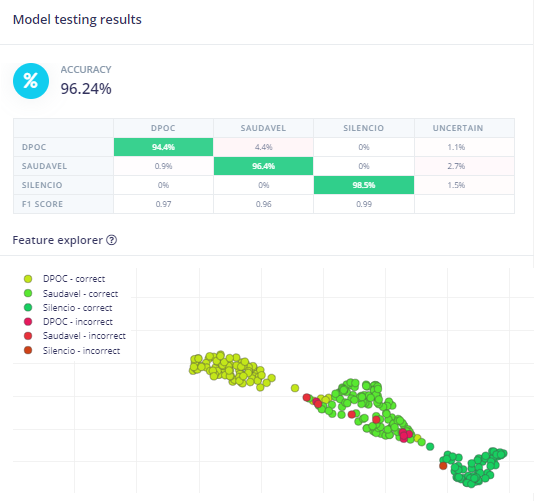 Model testing results
%
ACCURACY
96.24%
DPOC SAUDAVEL SILENCIO UNCERTAIN
DPOC 94.4% 4.4% 0% 1.1%
SAUDAVEL 0.9% 96.4% 0% 2.7%
SILENCIO 0% 0% 98.5% 1.5%
F1 SCORE 0.97 0.96 0.99
Feature explorer ?
DPOC - correct
Saudavel - correct
Silencio - correct
DPOC - incorrect
Saudavel - incorrect
Silencio - incorrect